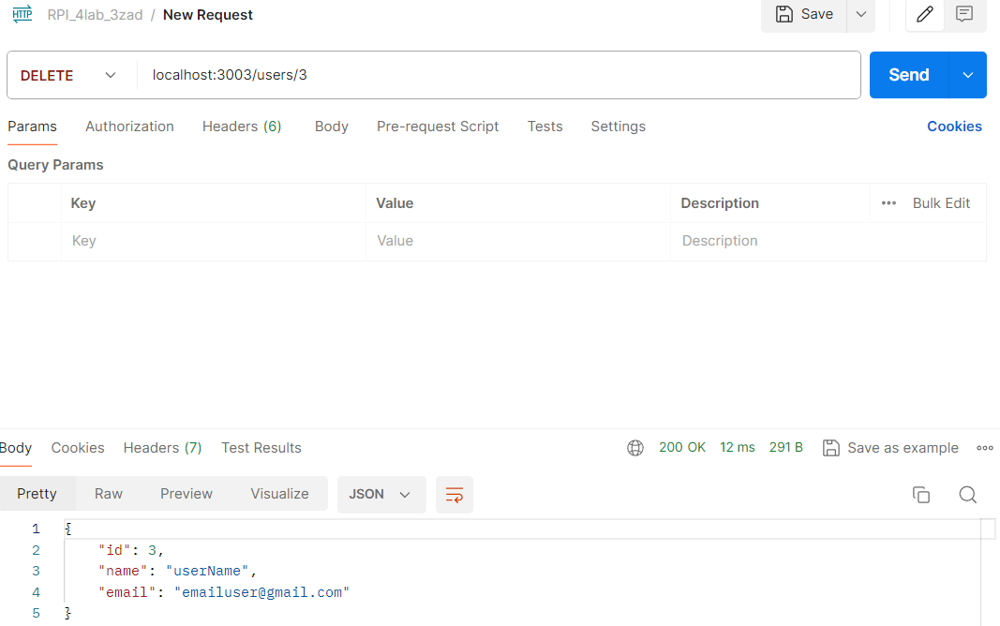 HTTP RPI_4lab_3zad / New Request Save
DELETE localhost:3003/users/3 Send
Params Authorization Headers (6) Body Pre-request Script Tests Settings Cookies
Query Params
Key Value Description Bulk Edit
Key Value Description
Body Cookies Headers (7) Test Results 200 OK 12 ms 291 B Save as example
Pretty Raw Preview Visualize JSON
1 {
2 "id": 3,
3 "name": "userName",
4 "email": "emailuser@gmail.com"
5 }